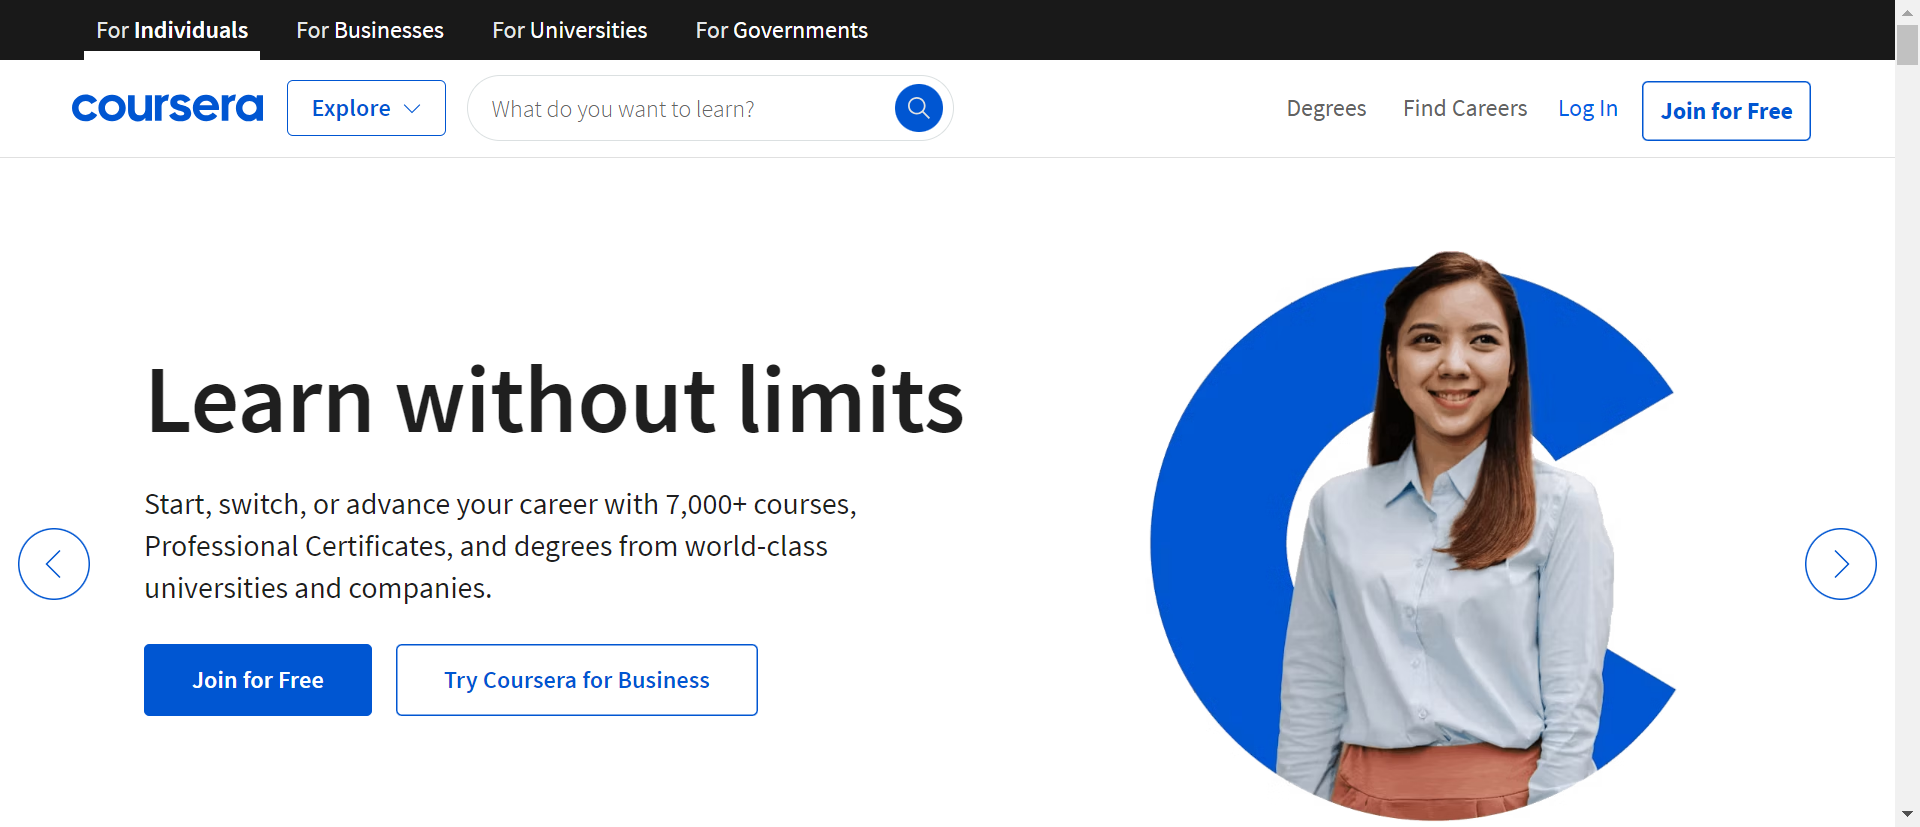 For Individuals For Businesses For Universities For Governments
coursera Explore What do you want to learn? Degrees Find Careers Log In Join for Free
Learn without limits
Start, switch, or advance your career with 7,000+ courses,
Professional Certificates, and degrees from world-class
universities and companies.
Join for Free Try Coursera for Business